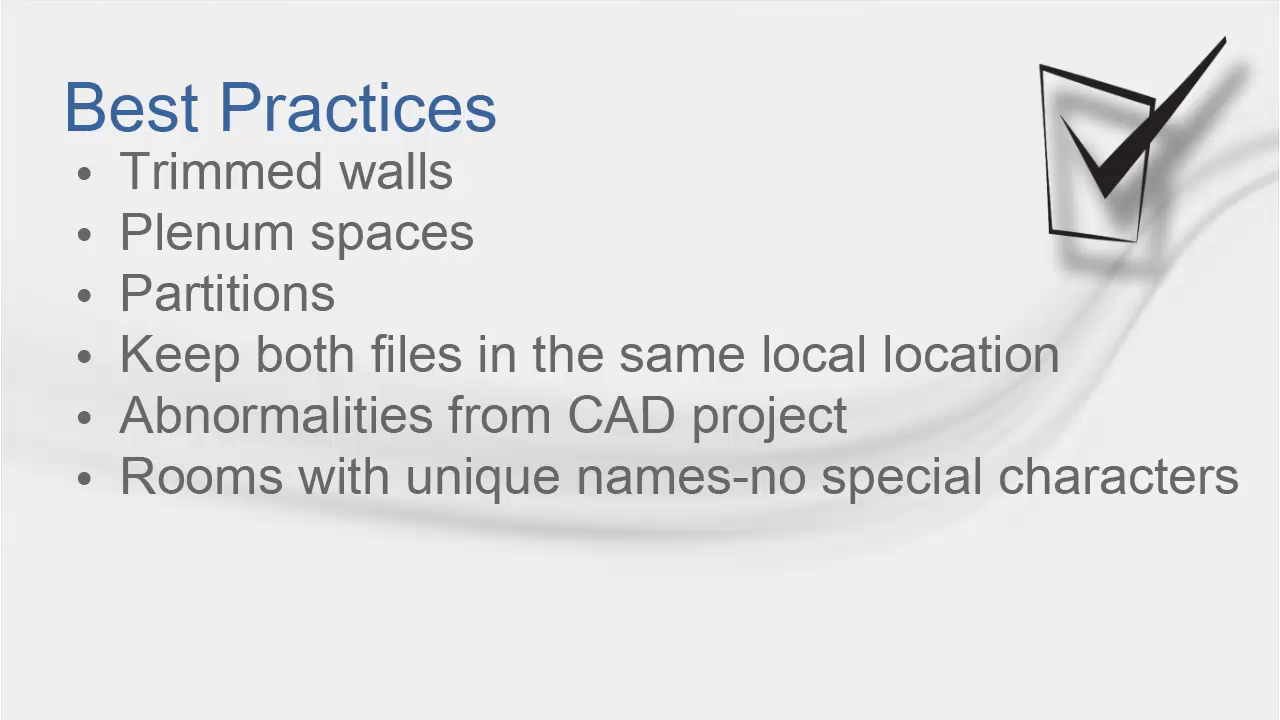 Best Practices
• Trimmed walls
• Plenum spaces
• Partitions
• Keep both files in the same local location
• Abnormalities from CAD project
• Rooms with unique names-no special characters